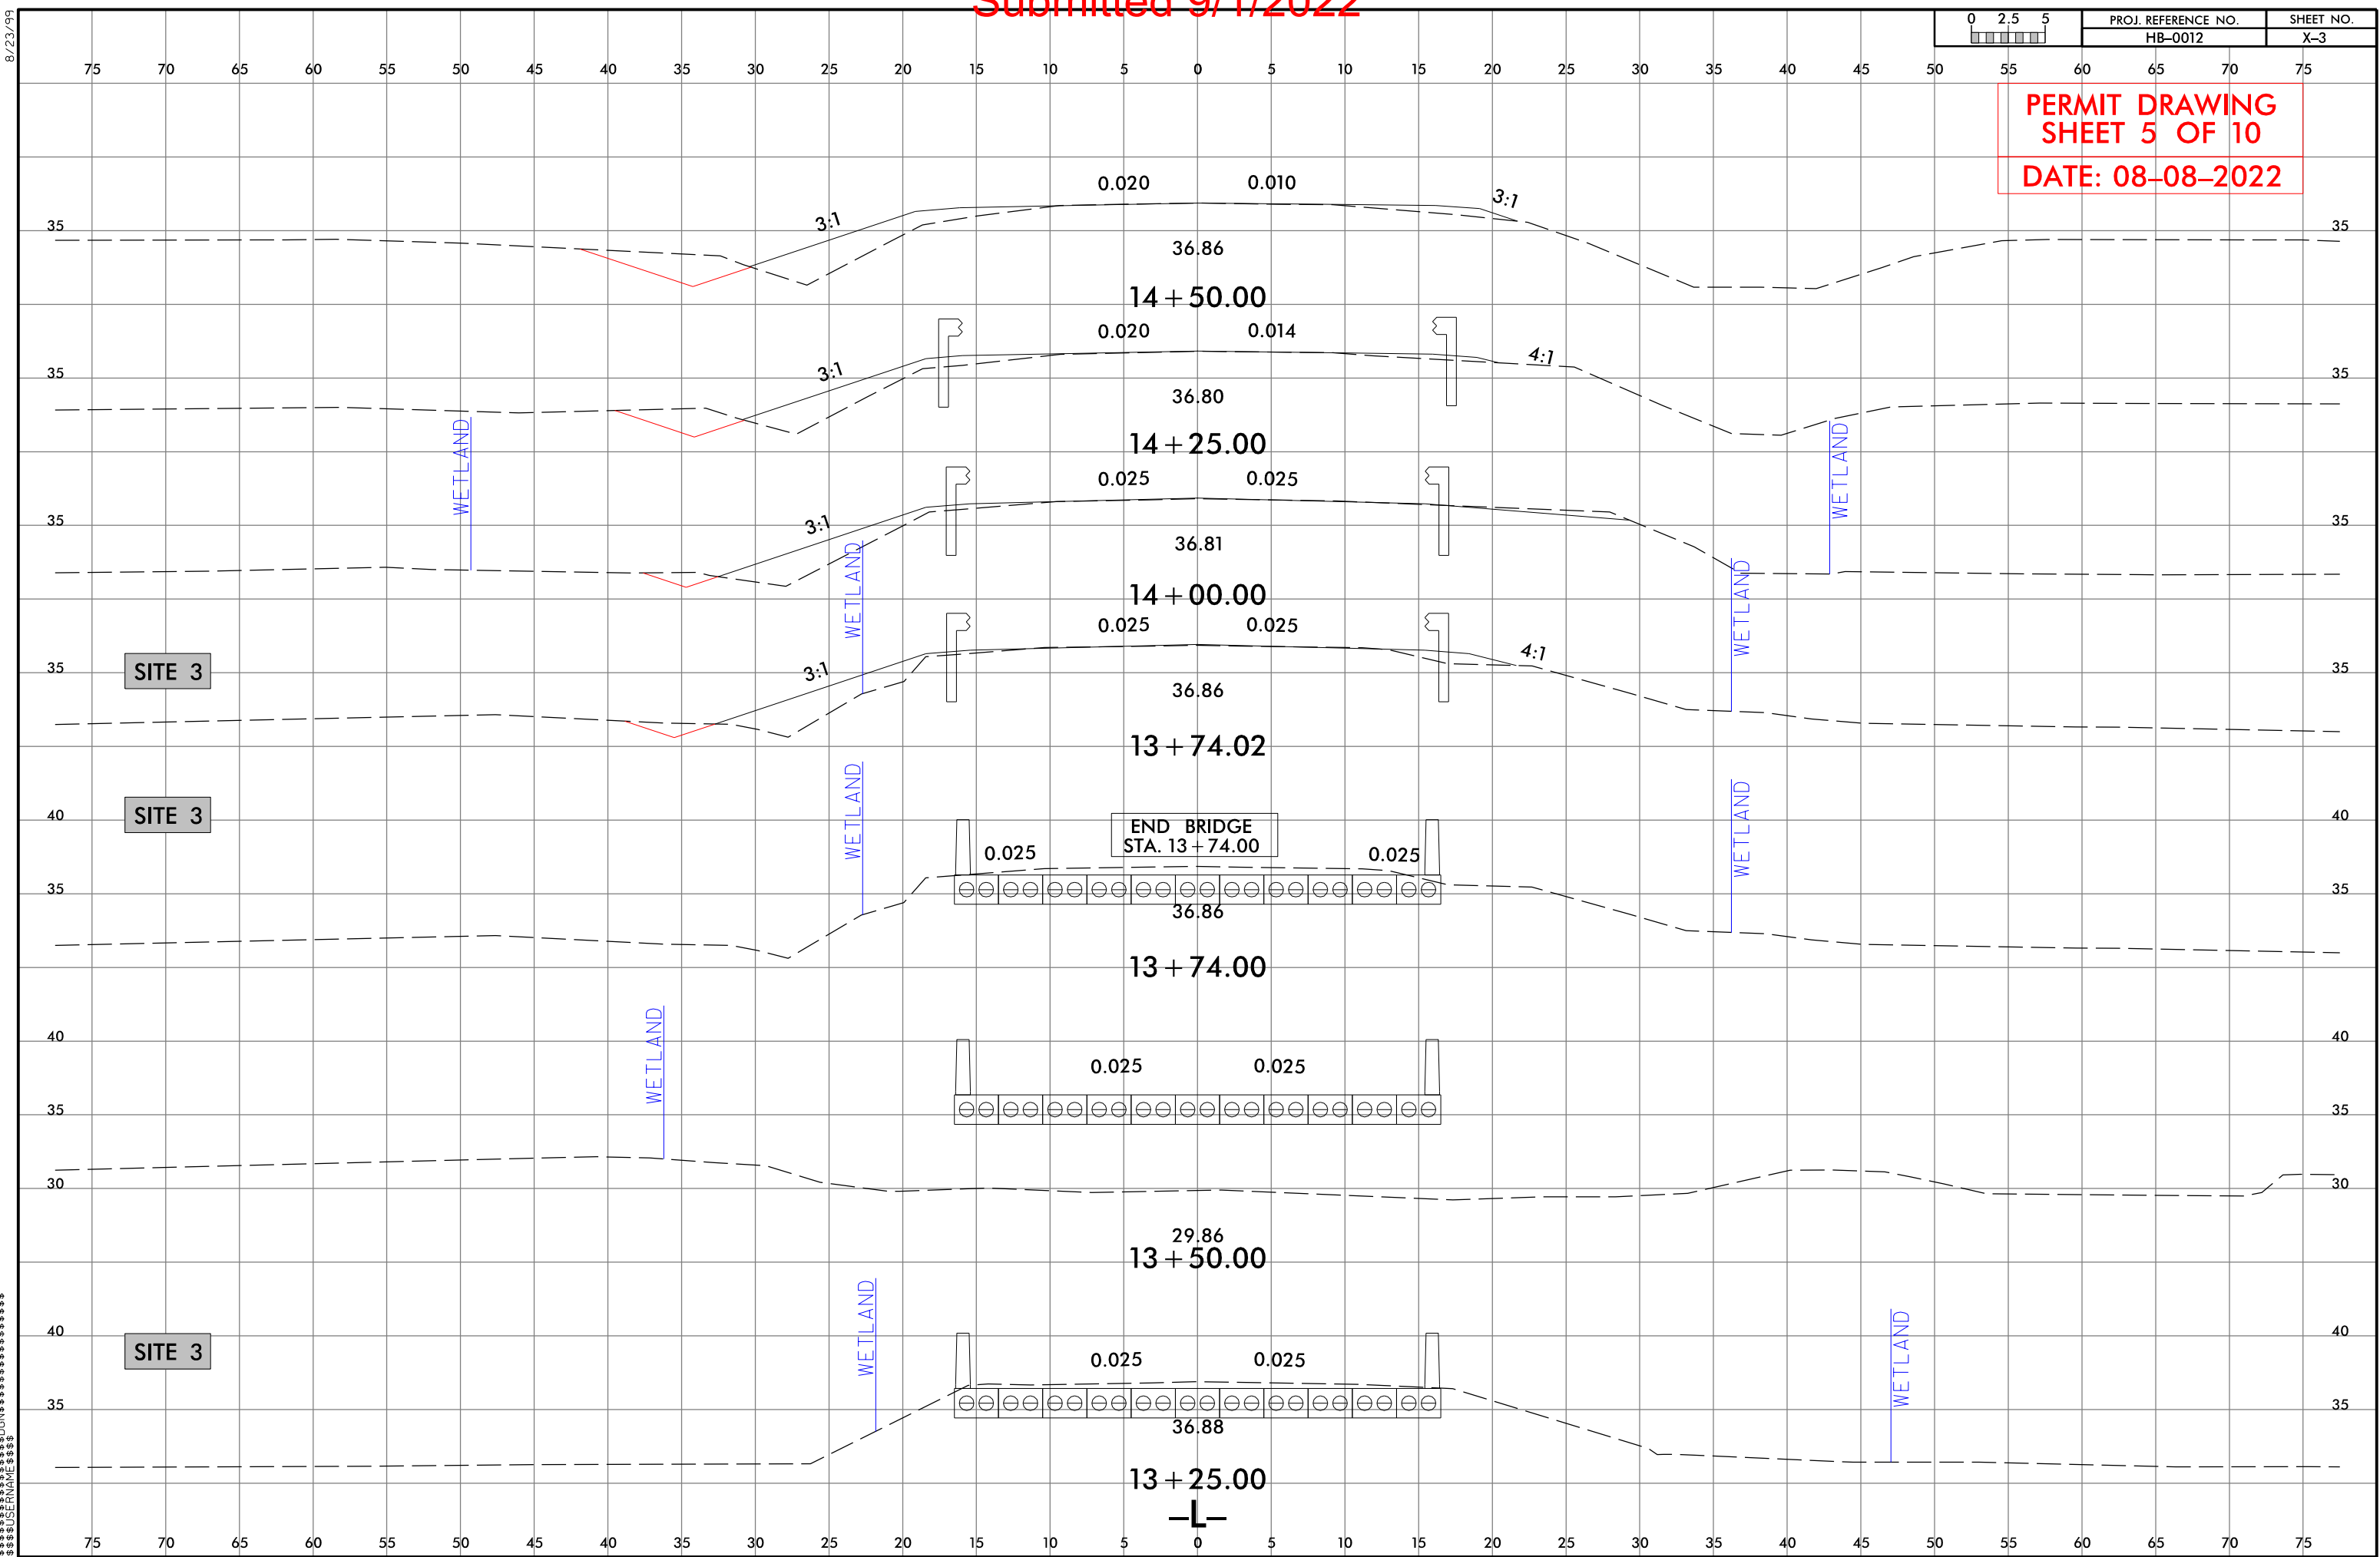 Submitted 9/1/2022
8/23/99
0 2.5 5
PROJ. REFERENCE NO. SHEET NO.
HB–0012 X–3
75 70 65 60 55 50 45 40 35 30 25 20 15 10 5 0 5 10 15 20 25 30 35 40 45 50 55 60 65 70 75
PERMIT DRAWING
SHEET 5 OF 10
DATE: 08–08–2022
0.020 0.010
3:1 3:1
35 35
36.86
14+50.00
0.020 0.014
3:1 4:1
35 35
36.80
14+25.00
WETLAND WETLAND
0.025 0.025
3:1
35 35
36.81
14+00.00
WETLAND WETLAND
0.025 0.025
3:1 4:1
SITE 3
35 35
36.86
13+74.02
WETLAND WETLAND
SITE 3
40 40
END BRIDGE
STA. 13+74.00
0.025 0.025
35 35
36.86
13+74.00
WETLAND
40 40
0.025 0.025
35 35
30 30
29.86
13+50.00
WETLAND WETLAND
40 40
SITE 3
0.025 0.025
35 35
36.88
13+25.00
–L–
75 70 65 60 55 50 45 40 35 30 25 20 15 10 5 0 5 10 15 20 25 30 35 40 45 50 55 60 65 70 75